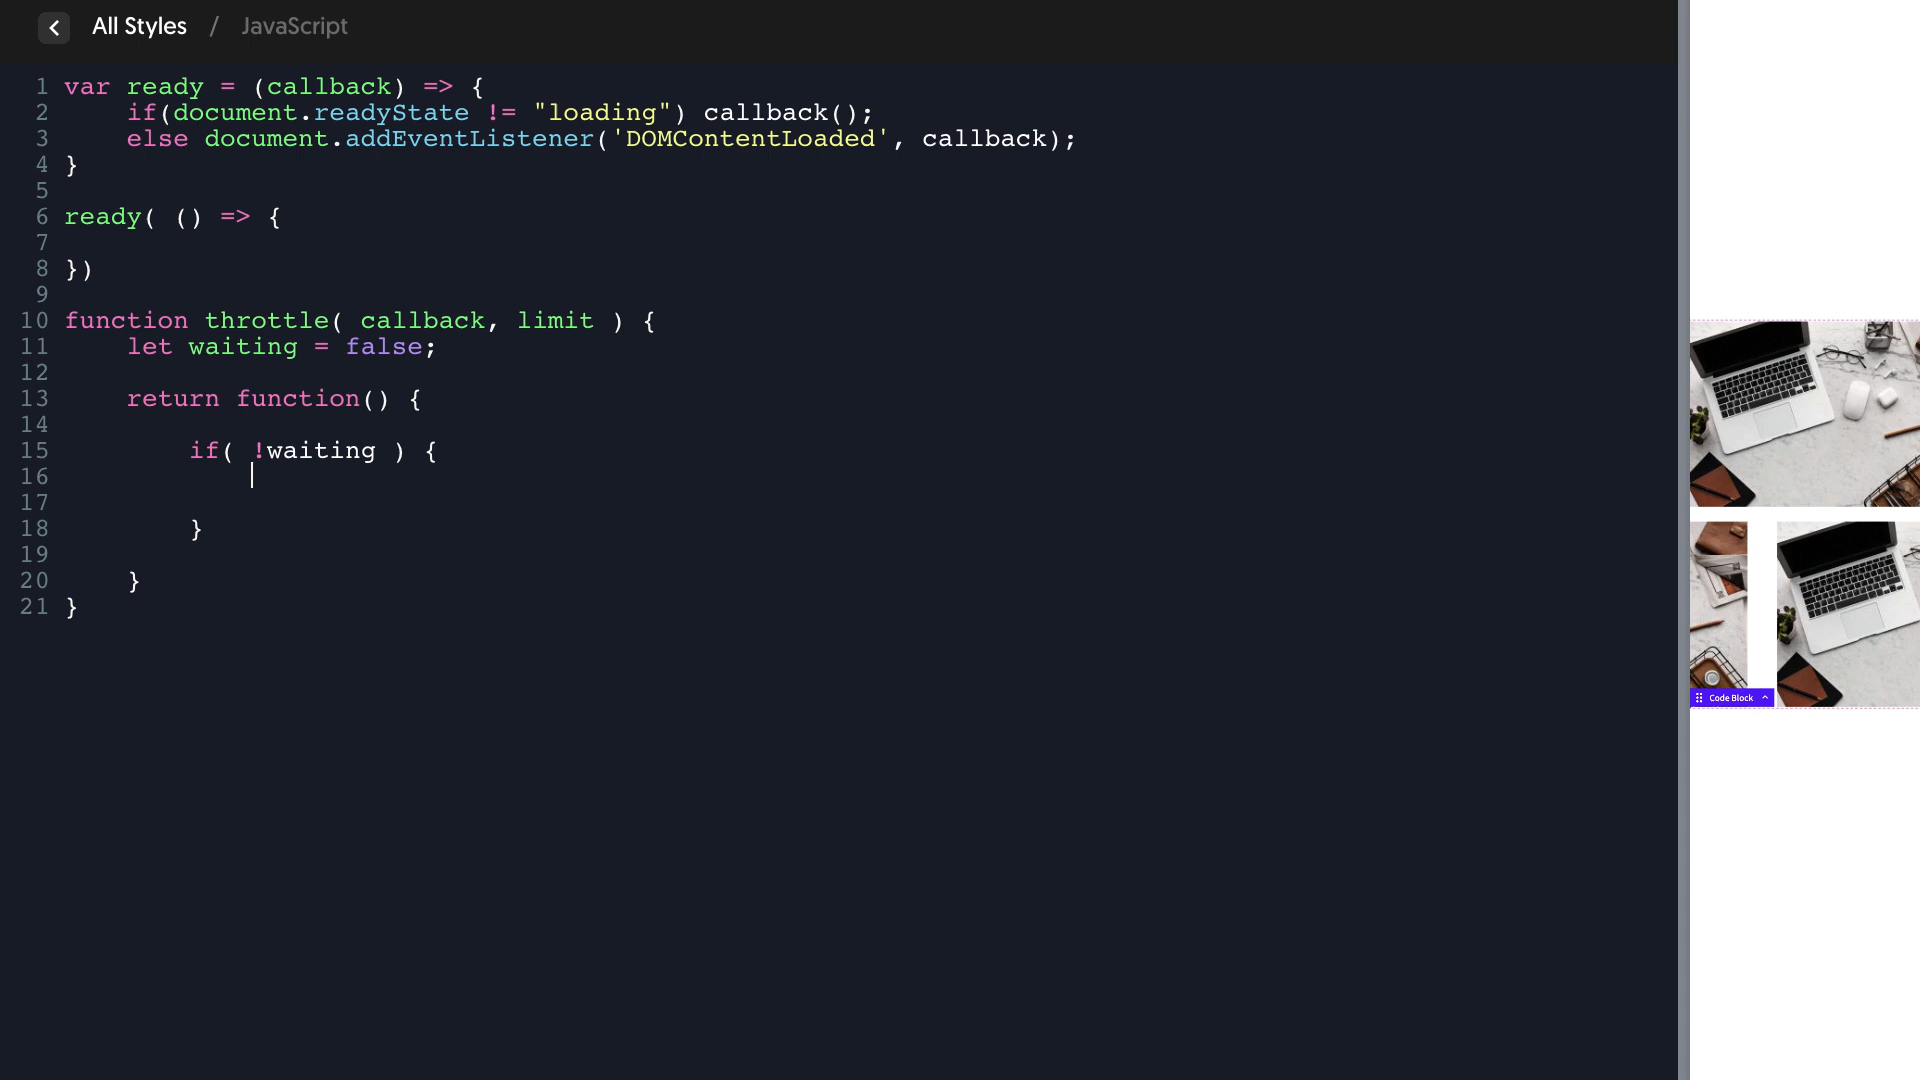 All Styles / JavaScript
1 var ready = (callback) => {
2     if(document.readyState != "loading") callback();
3     else document.addEventListener('DOMContentLoaded', callback);
4 }
5
6 ready( () => {
7
8 })
9
10 function throttle( callback, limit ) {
11     let waiting = false;
12
13     return function() {
14
15         if( !waiting ) {
16
17
18         }
19
20     }
21 }
Code Block